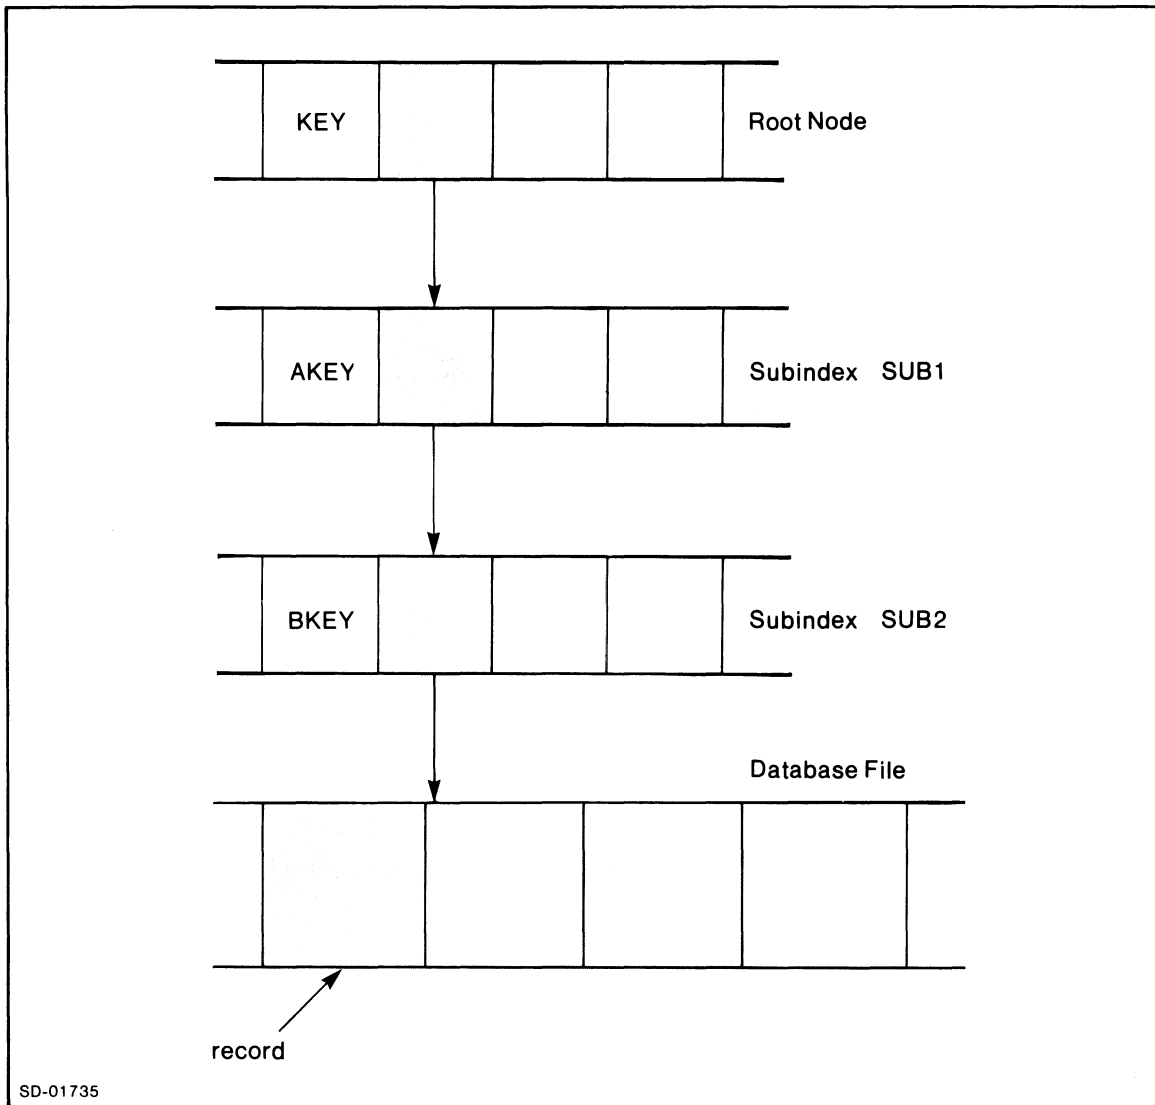 KEY
Root Node
AKEY
Subindex SUB1
BKEY
Subindex SUB2
Database File
record
SD-01735